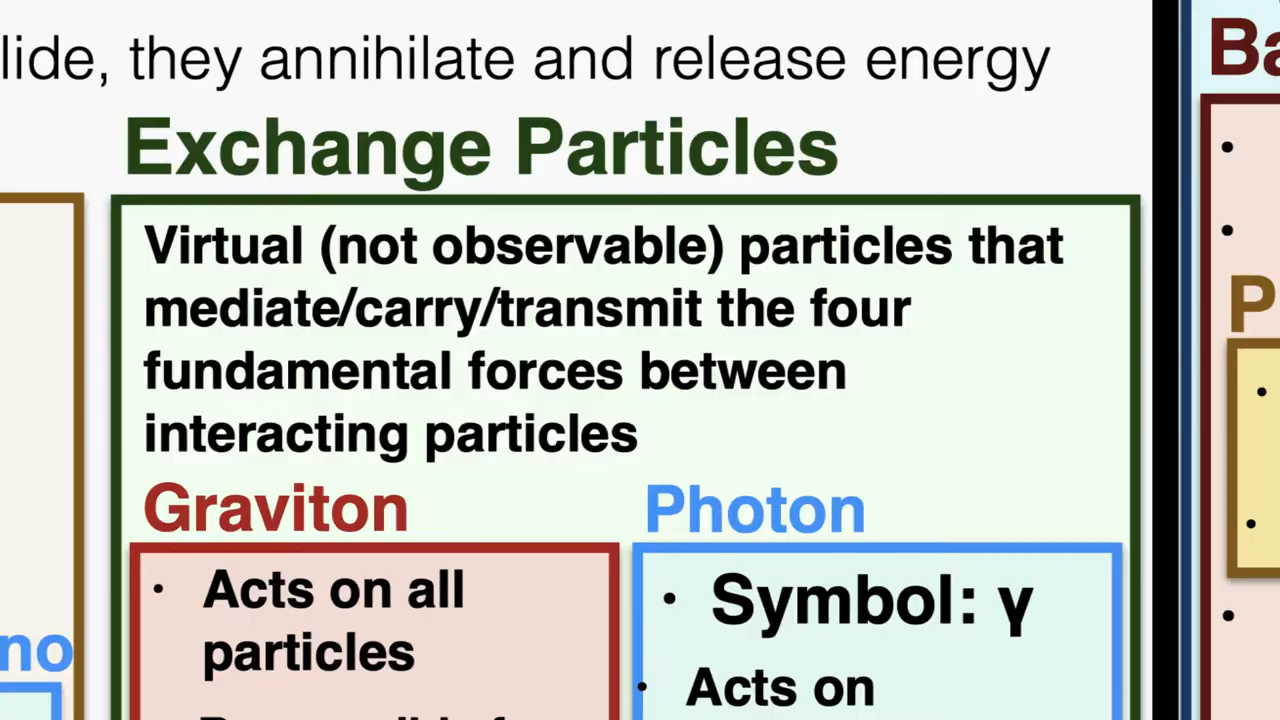 lide, they annihilate and release energy
Exchange Particles
Virtual (not observable) particles that
mediate/carry/transmit the four
fundamental forces between
interacting particles
Graviton
• Acts on all
particles
Photon
• Symbol: γ
• Acts on
no
Ba
P